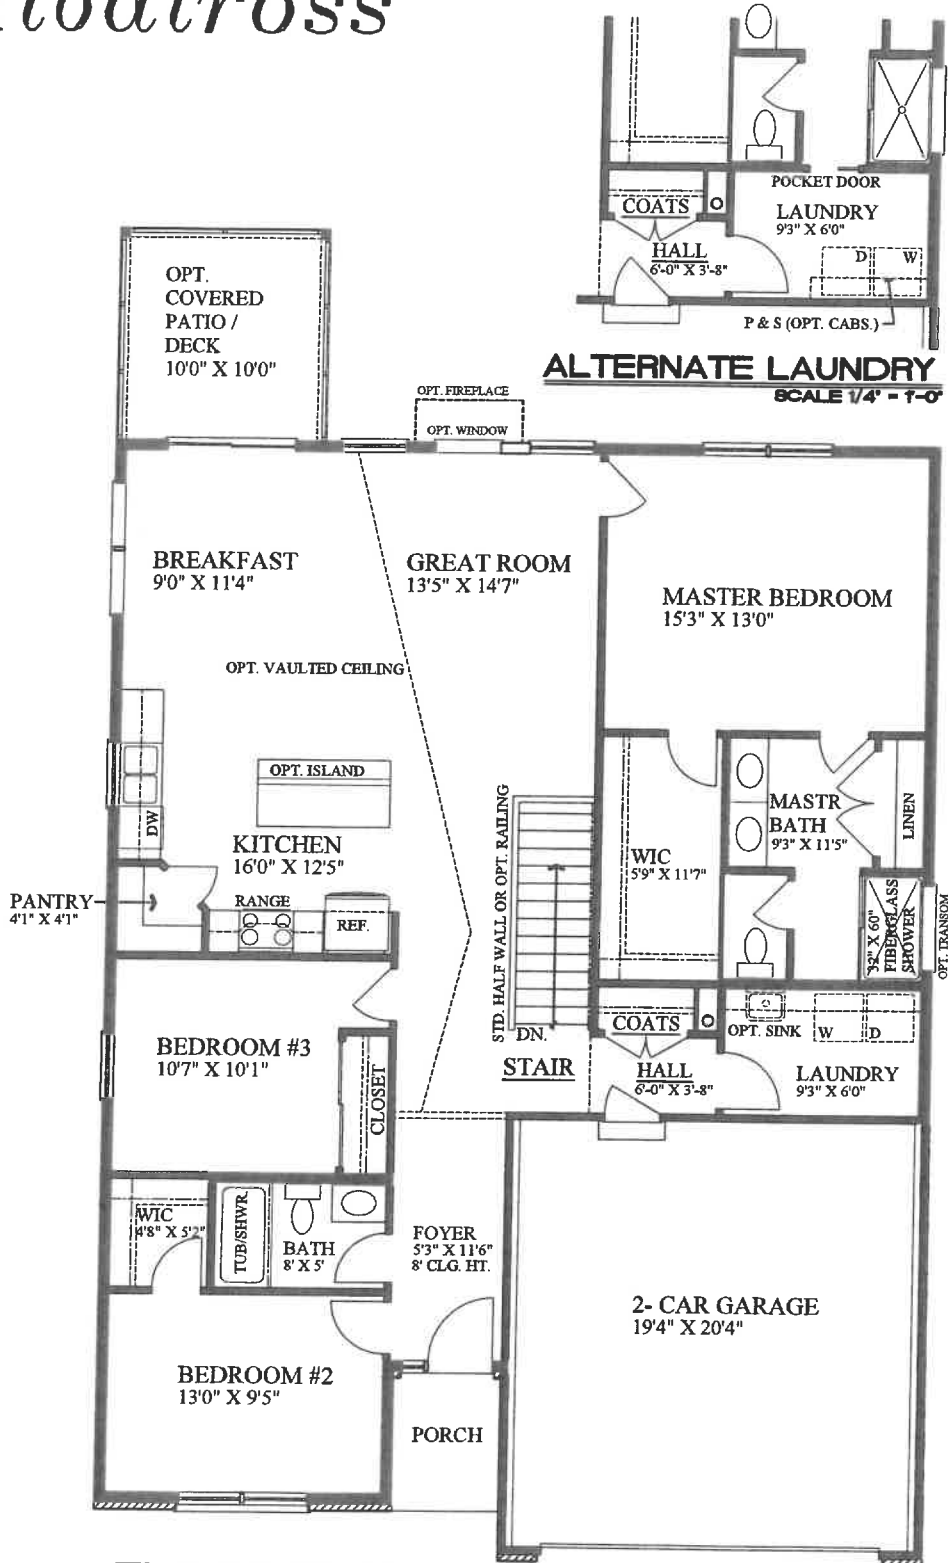 POCKET DOOR
COATS
LAUNDRY
9'3" X 6'0"
HALL
6'-0" X 3'-8"
D
W
P & S (OPT. CABS.)
ALTERNATE LAUNDRY
SCALE 1/4" = 1'-0"
OPT.
COVERED
PATIO /
DECK
10'0" X 10'0"
OPT. FIREPLACE
OPT. WINDOW
BREAKFAST
9'0" X 11'4"
GREAT ROOM
13'5" X 14'7"
MASTER BEDROOM
15'3" X 13'0"
OPT. VAULTED CEILING
OPT. ISLAND
DW
KITCHEN
16'0" X 12'5"
STD. HALF WALL OR OPT. RAILING
MASTR
BATH
9'3" X 11'5"
LINEN
WIC
5'9" X 11'7"
PANTRY
4'1" X 4'1"
RANGE
REF.
32" X 60"
FIBERGLASS
SHOWER
OPT. TRANSOM
BEDROOM #3
10'7" X 10'1"
CLOSET
DN.
STAIR
COATS
HALL
6'-0" X 3'-8"
OPT. SINK
W
D
LAUNDRY
9'3" X 6'0"
WIC
4'8" X 5'2"
TUB/SHWR.
BATH
8' X 5'
FOYER
5'3" X 11'6"
8' CLG. HT.
2- CAR GARAGE
19'4" X 20'4"
BEDROOM #2
13'0" X 9'5"
PORCH